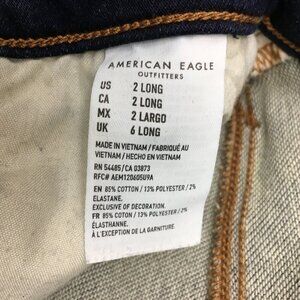 AMERICAN EAGLE
OUTFITTERS
US 2 LONG
CA 2 LONG
MX 2 LARGO
UK 6 LONG
MADE IN VIETNAM / FABRIQUÉ AU
VIETNAM / HECHO EN VIETNAM
RN 54485/CA 03873
RFC# AEM120605U9A
EN 85% COTTON / 13% POLYESTER / 2%
ELASTANE.
EXCLUSIVE OF DECORATION.
FR 85% COTON / 13% POLYESTER / 2%
ÉLASTHANNE.
À L'EXCEPTION DE LA GARNITURE.